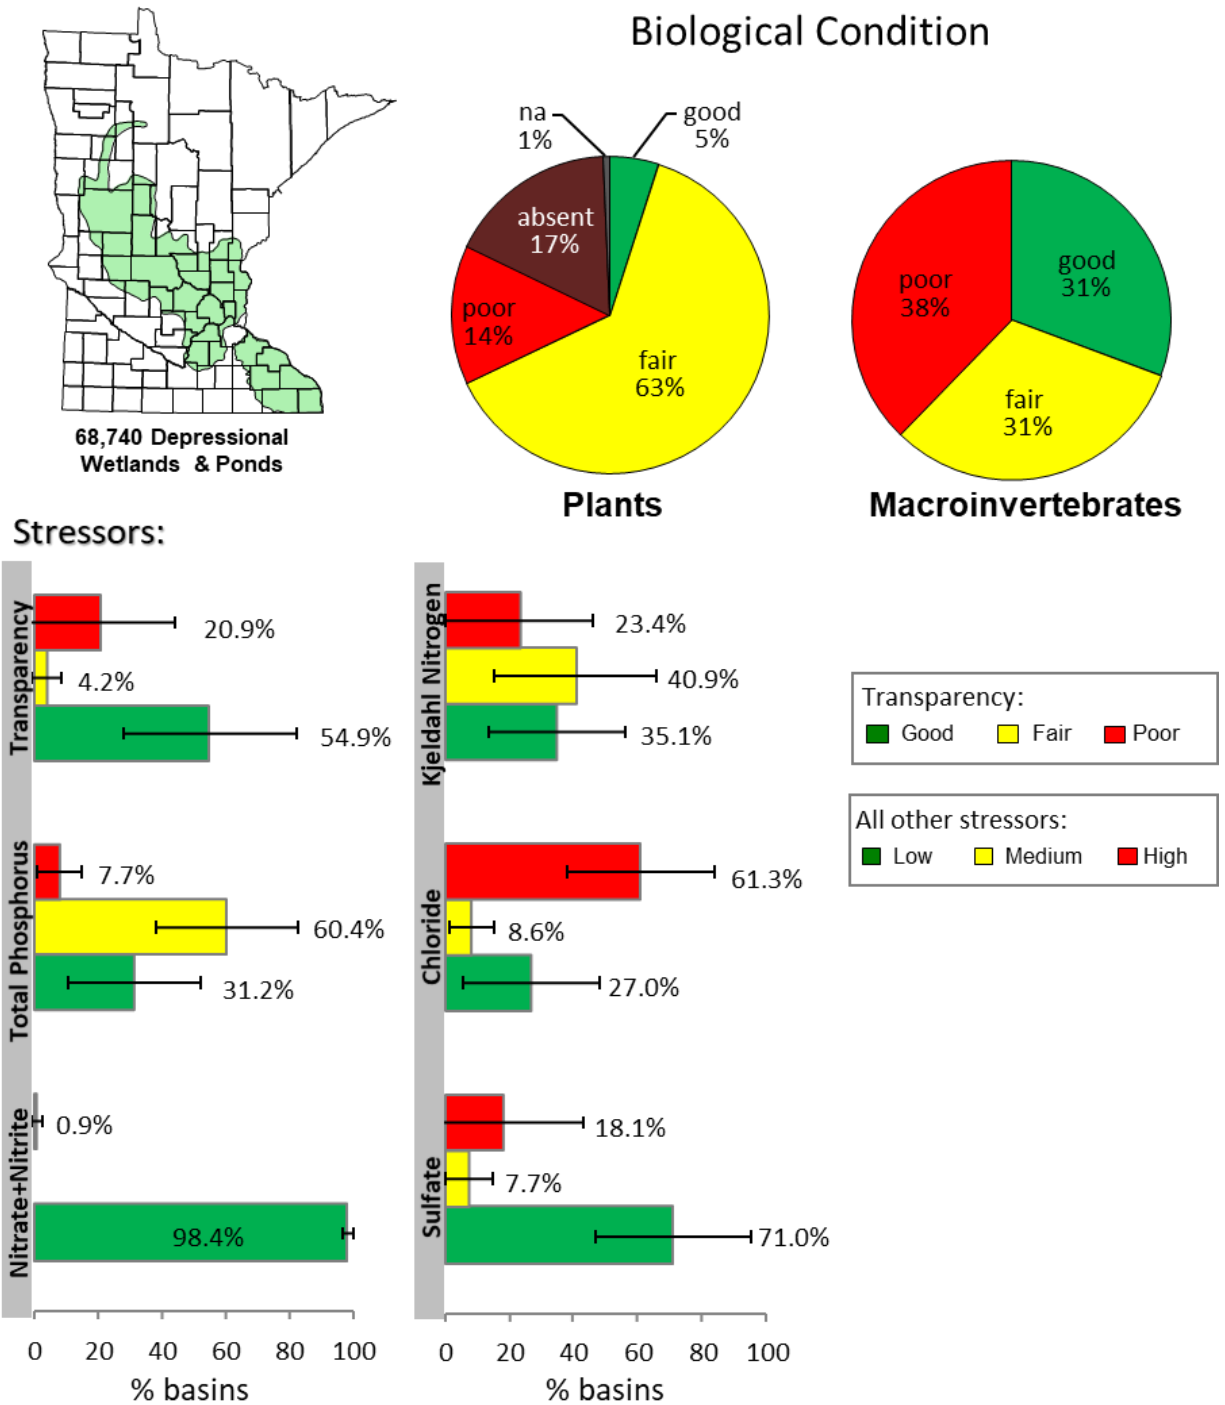 Biological Condition
na
1%
good
5%
absent
17%
poor
14%
fair
63%
poor
38%
good
31%
fair
31%
68,740 Depressional
Wetlands & Ponds
Plants
Macroinvertebrates
Stressors:
Transparency
20.9%
4.2%
54.9%
Total Phosphorus
7.7%
60.4%
31.2%
Nitrate+Nitrite
0.9%
98.4%
0 20 40 60 80 100
% basins
Kjeldahl Nitrogen
23.4%
40.9%
35.1%
Chloride
61.3%
8.6%
27.0%
Sulfate
18.1%
7.7%
71.0%
0 20 40 60 80 100
% basins
Transparency:
Good Fair Poor
All other stressors:
Low Medium High